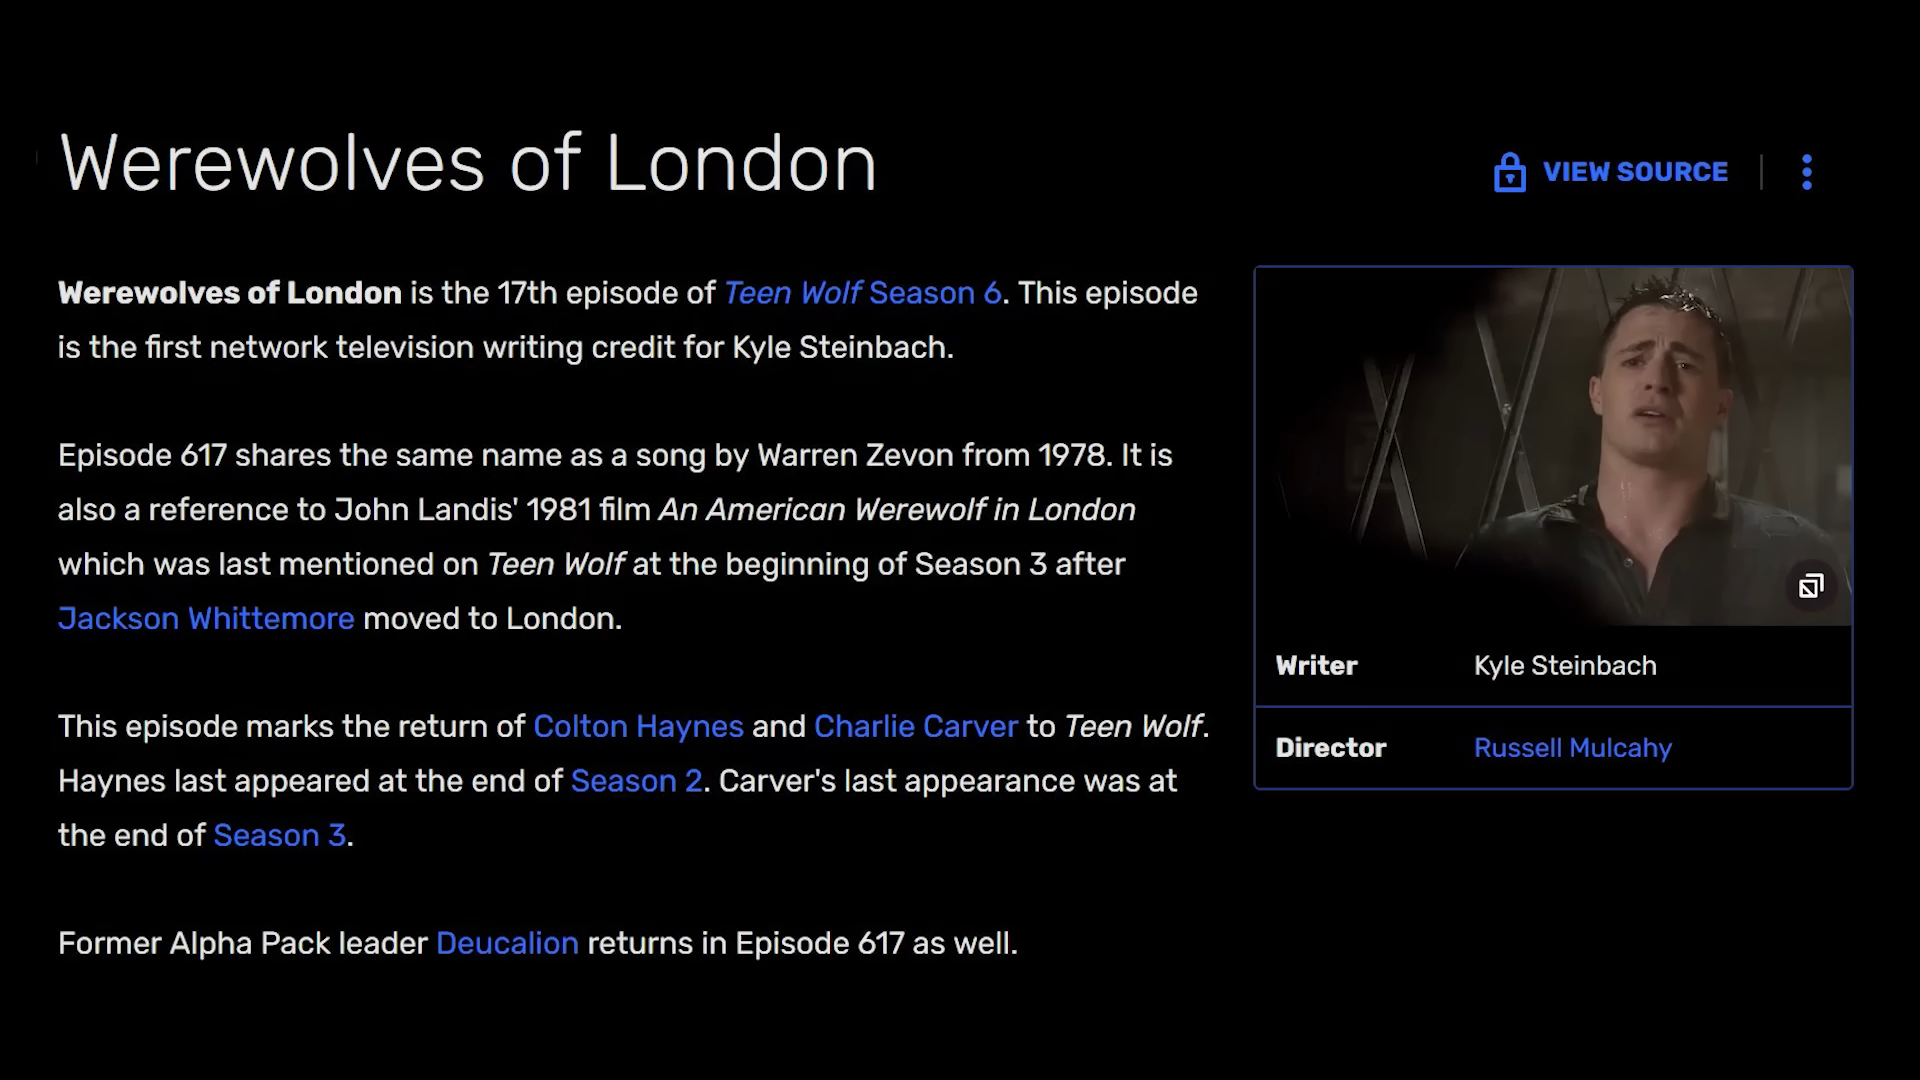 Werewolves of London
VIEW SOURCE
Werewolves of London is the 17th episode of Teen Wolf Season 6. This episode
is the first network television writing credit for Kyle Steinbach.
Episode 617 shares the same name as a song by Warren Zevon from 1978. It is
also a reference to John Landis' 1981 film An American Werewolf in London
which was last mentioned on Teen Wolf at the beginning of Season 3 after
Jackson Whittemore moved to London.
This episode marks the return of Colton Haynes and Charlie Carver to Teen Wolf.
Haynes last appeared at the end of Season 2. Carver's last appearance was at
the end of Season 3.
Former Alpha Pack leader Deucalion returns in Episode 617 as well.
Writer Kyle Steinbach
Director Russell Mulcahy